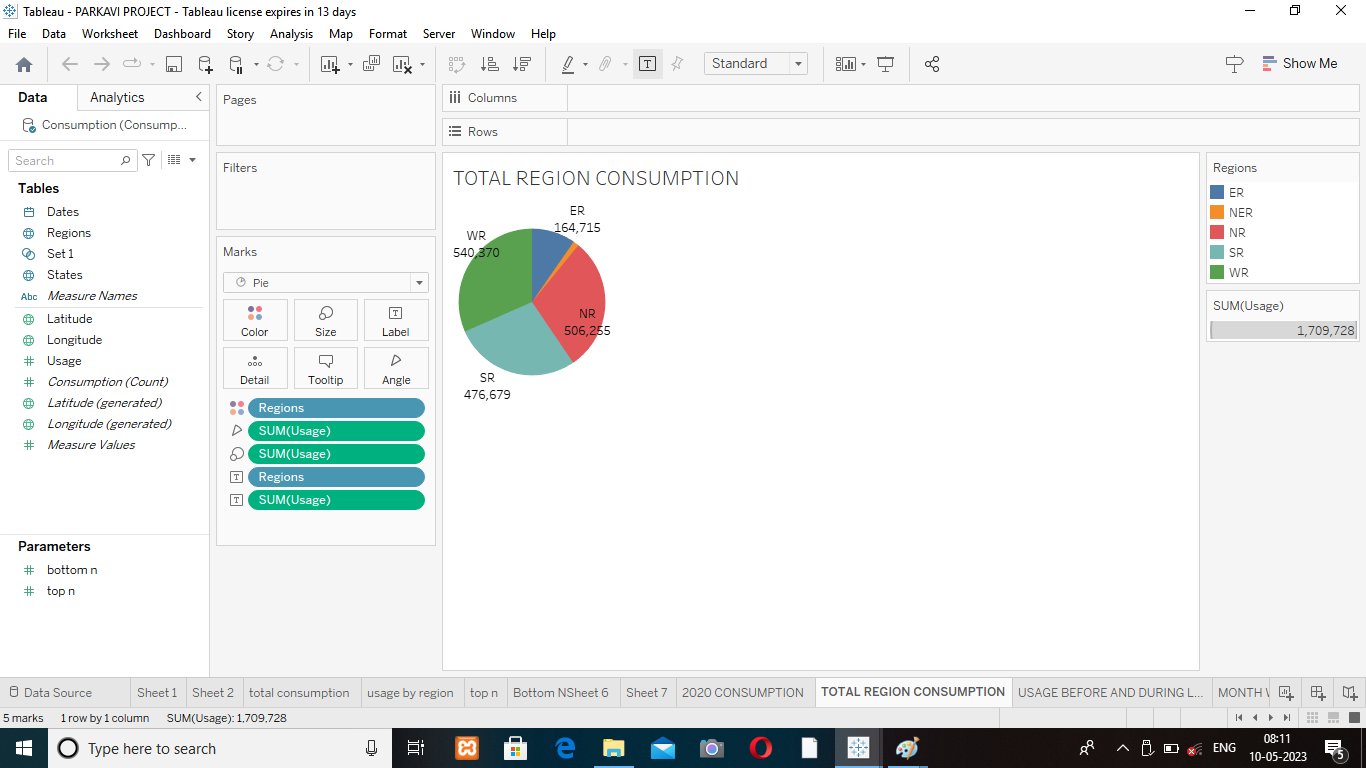 Tableau - PARKAVI PROJECT - Tableau license expires in 13 days
File Data Worksheet Dashboard Story Analysis Map Format Server Window Help
Standard
Show Me
Data Analytics
Consumption (Consump...
Search
Tables
Dates
Regions
Set 1
States
Abc Measure Names
Latitude
Longitude
Usage
Consumption (Count)
Latitude (generated)
Longitude (generated)
Measure Values
Parameters
bottom n
top n
Pages
Filters
Marks
Pie
Color Size Label
Detail Tooltip Angle
Regions
SUM(Usage)
SUM(Usage)
T Regions
T SUM(Usage)
Columns
Rows
TOTAL REGION CONSUMPTION
ER
164,715
WR
540,370
NR
506,255
SR
476,679
Regions
ER
NER
NR
SR
WR
SUM(Usage)
1,709,728
Data Source Sheet 1 Sheet 2 total consumption usage by region top n Bottom NSheet 6 Sheet 7 2020 CONSUMPTION TOTAL REGION CONSUMPTION USAGE BEFORE AND DURING L... MONTH
5 marks 1 row by 1 column SUM(Usage): 1,709,728
Type here to search
ENG
08:11
10-05-2023
5